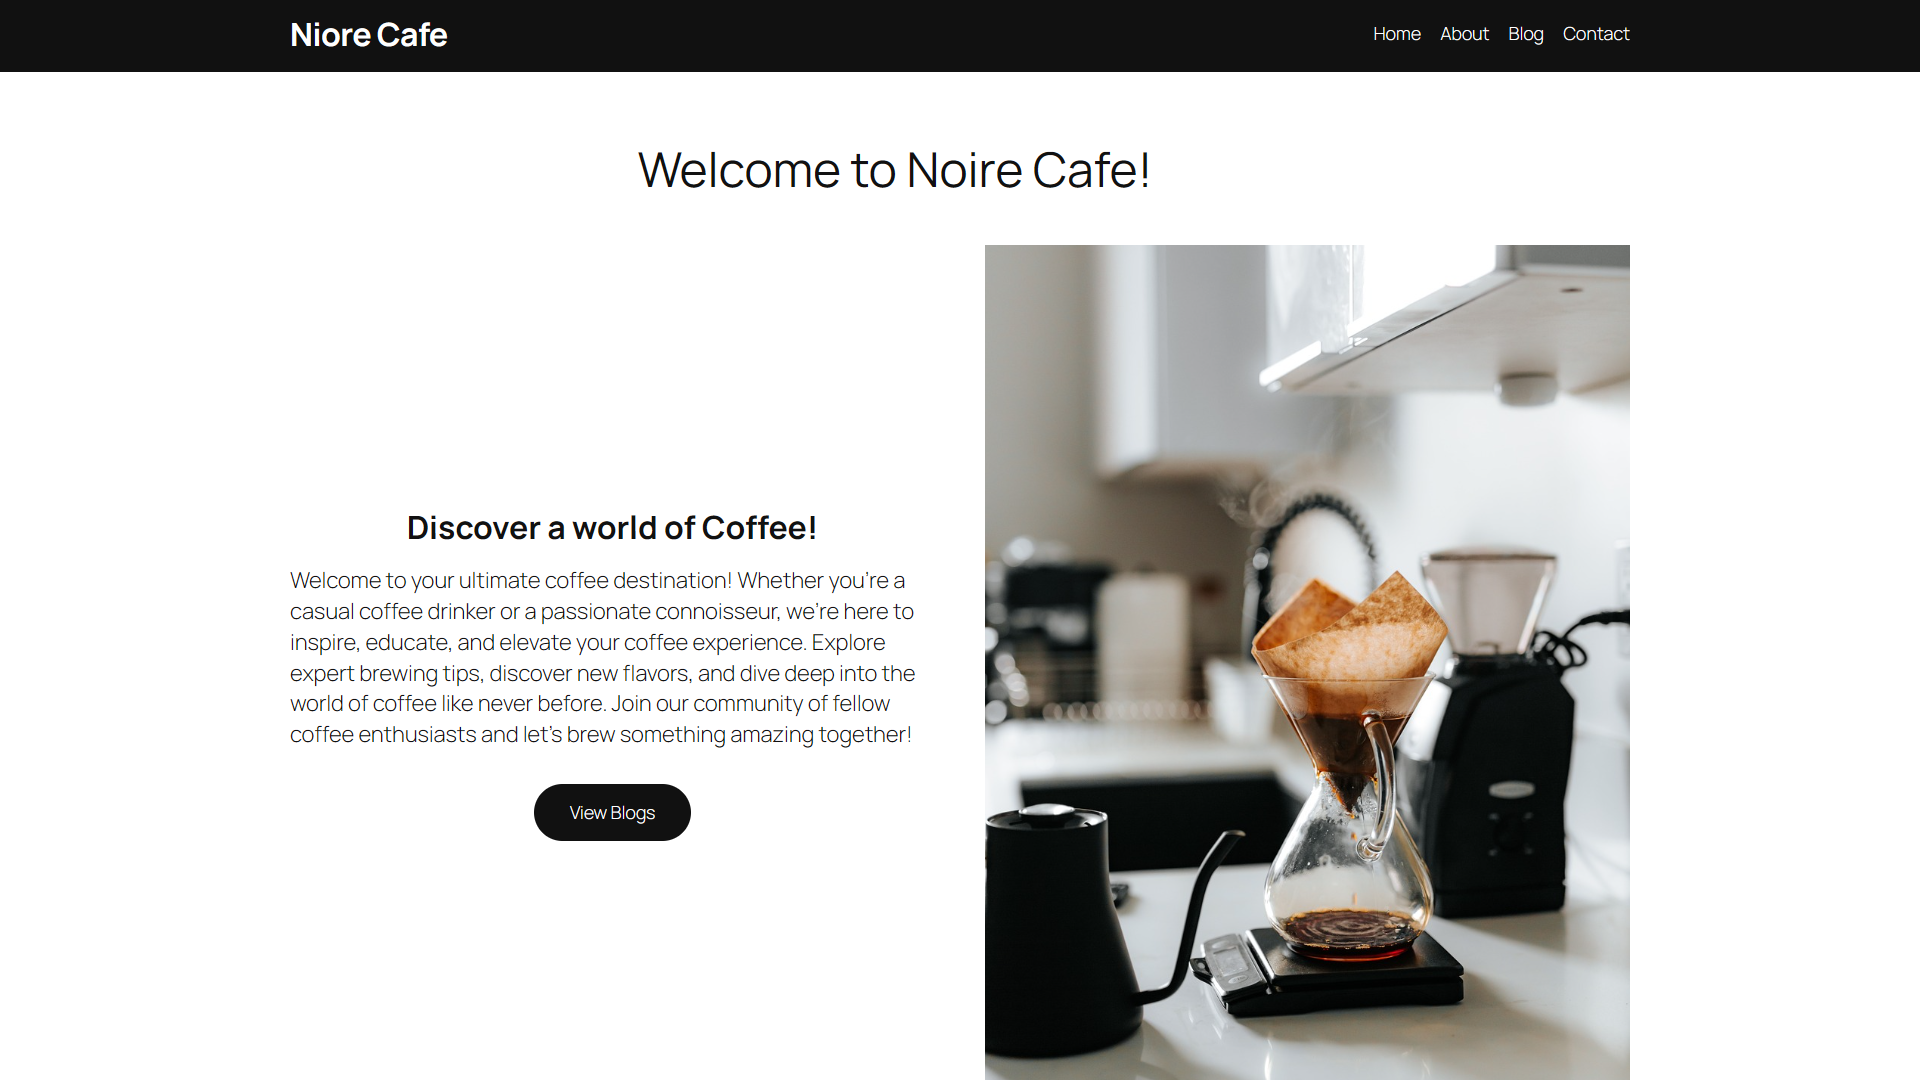 Niore Cafe
Home About Blog Contact
Welcome to Noire Cafe!
Discover a world of Coffee!
Welcome to your ultimate coffee destination! Whether you’re a
casual coffee drinker or a passionate connoisseur, we’re here to
inspire, educate, and elevate your coffee experience. Explore
expert brewing tips, discover new flavors, and dive deep into the
world of coffee like never before. Join our community of fellow
coffee enthusiasts and let’s brew something amazing together!
View Blogs